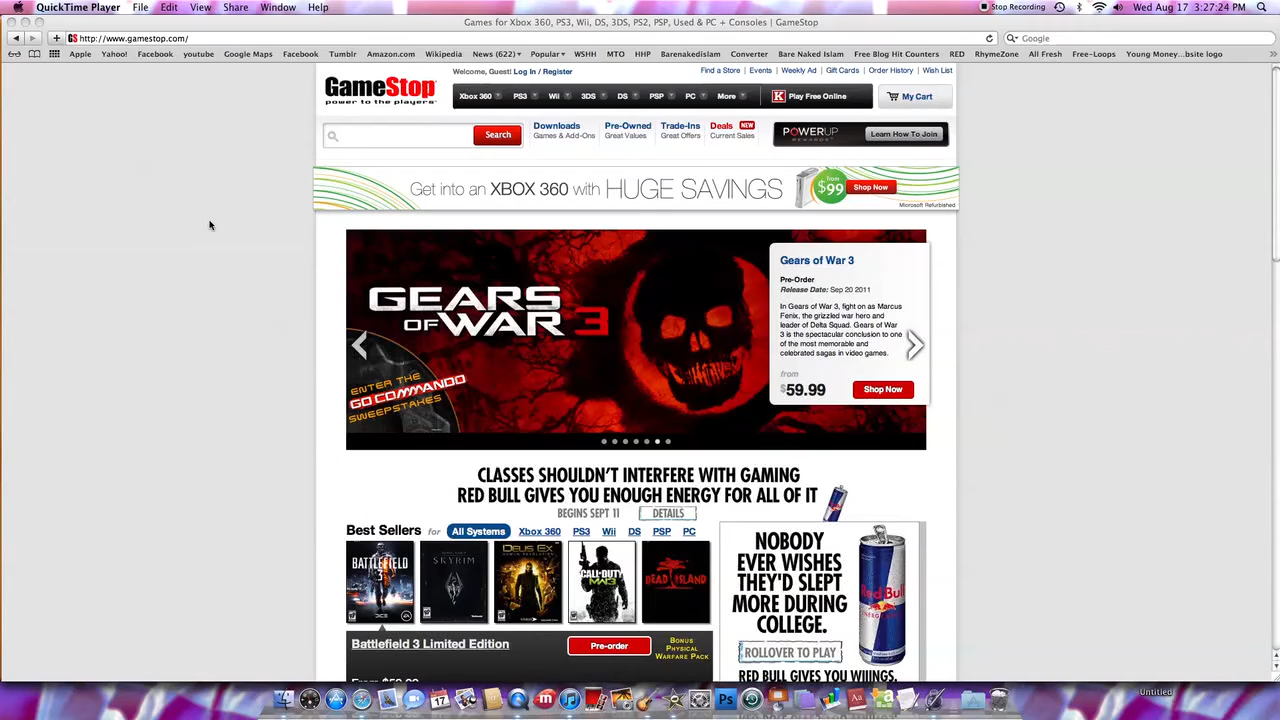 QuickTime Player File Edit View Share Window Help Stop Recording Wed Aug 17 3:27:24 PM
Games for Xbox 360, PS3, Wii, DS, 3DS, PS2, PSP, Used & PC + Consoles | GameStop
http://www.gamestop.com/ Google
Apple Yahoo! Facebook youtube Google Maps Facebook Tumblr Amazon.com Wikipedia News (622) Popular WSHH MTO HHP Barenakedislam Converter Bare Naked Islam Free Blog Hit Counters RED RhymeZone All Fresh Free-Loops Young Money...bsite logo
Welcome, Guest! Log In / Register Find a Store Events Weekly Ad Gift Cards Order History Wish List
GameStop
power to the players
Xbox 360 PS3 Wii 3DS DS PSP PC More K Play Free Online My Cart
Search
Downloads Pre-Owned Trade-Ins Deals NEW
Games & Add-Ons Great Values Great Offers Current Sales
POWERUP REWARDS Learn How To Join
Get into an XBOX 360 with HUGE SAVINGS from $99 Shop Now
Microsoft Refurbished
GEARS OF WAR 3
ENTER THE
GO COMMANDO
SWEEPSTAKES
Gears of War 3
Pre-Order
Release Date: Sep 20 2011
In Gears of War 3, fight on as Marcus
Fenix, the grizzled war hero and
leader of Delta Squad. Gears of War
3 is the spectacular conclusion to one
of the most memorable and
celebrated sagas in video games.
from
$59.99 Shop Now
CLASSES SHOULDN'T INTERFERE WITH GAMING
RED BULL GIVES YOU ENOUGH ENERGY FOR ALL OF IT
BEGINS SEPT 11 DETAILS
Best Sellers for All Systems Xbox 360 PS3 Wii DS PSP PC
BATTLEFIELD 3
SKYRIM
DEUS EX
CALL OF DUTY MW3
DEAD ISLAND
Battlefield 3 Limited Edition Pre-order
BONUS
PHYSICAL
WARFARE PACK
NOBODY
EVER WISHES
THEY'D SLEPT
MORE DURING
COLLEGE.
ROLLOVER TO PLAY
RED BULL GIVES YOU WIIINGS.
Red Bull
17
Untitled